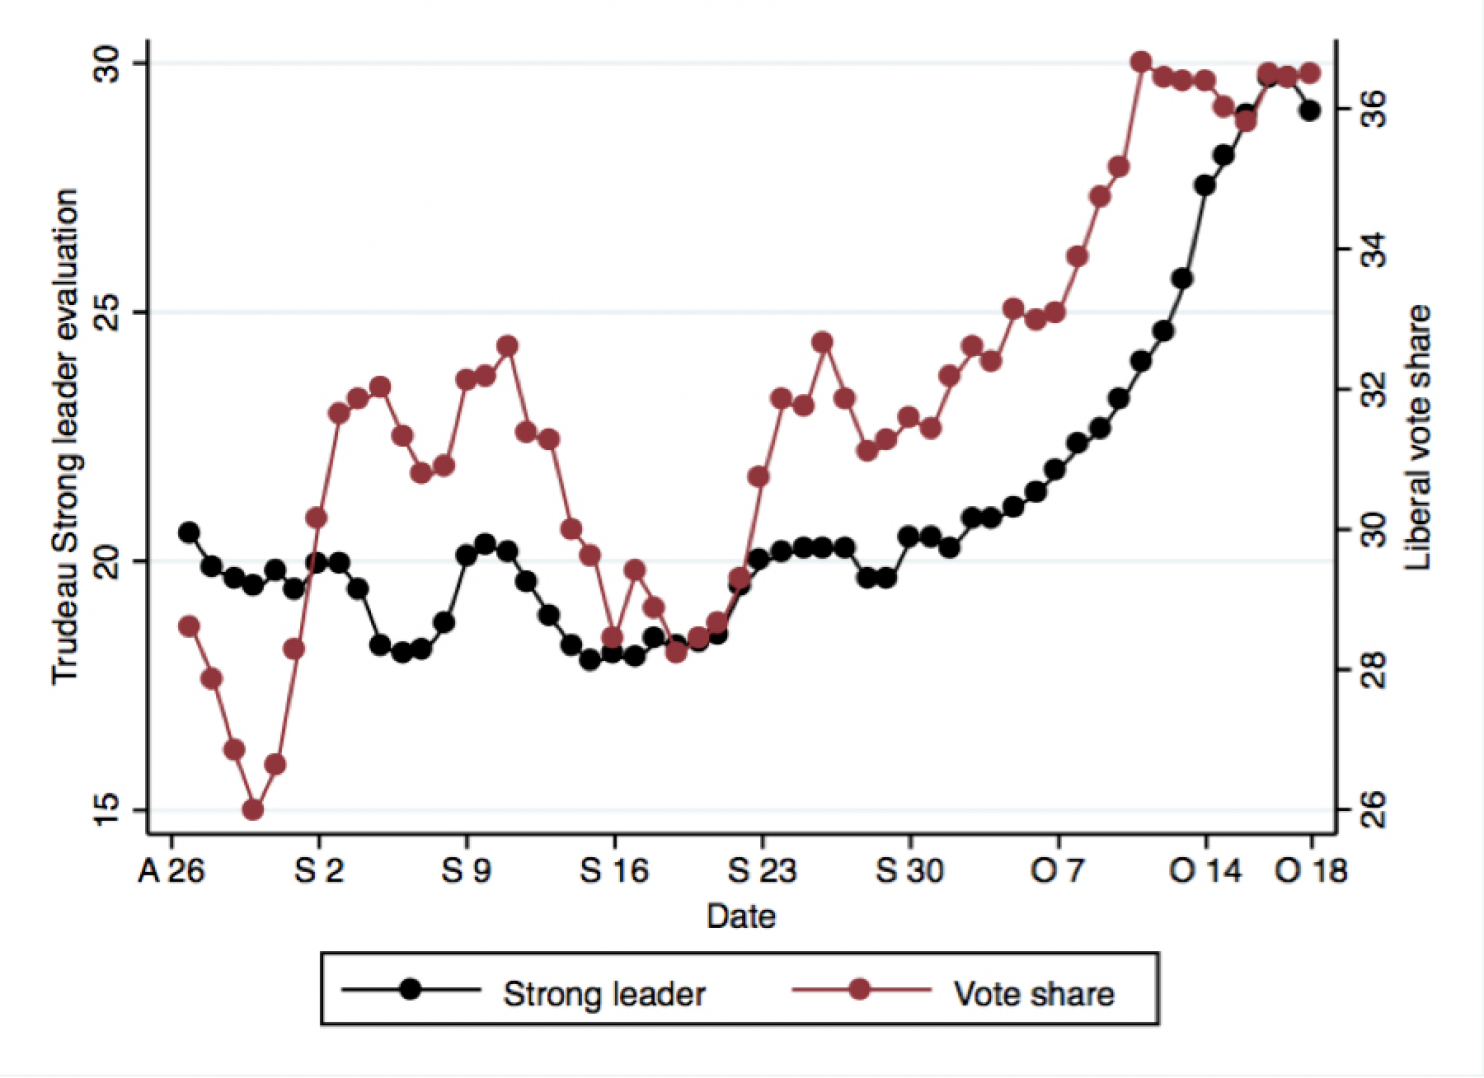 Trudeau Strong leader evaluation
30
25
20
15
36
34
32
30
28
26
Liberal vote share
A 26 S 2 S 9 S 16 S 23 S 30 O 7 O 14 O 18
Date
Strong leader Vote share